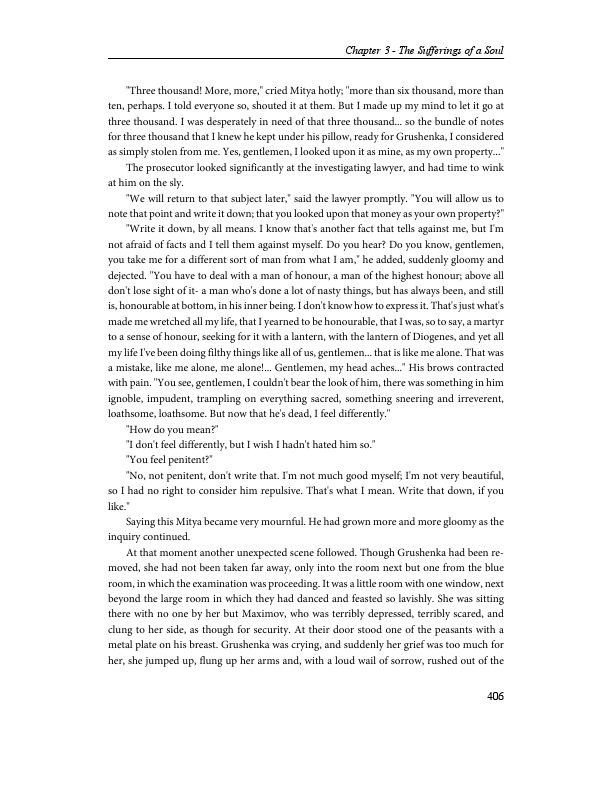 Chapter 3 - The Sufferings of a Soul
"Three thousand! More, more," cried Mitya hotly; "more than six thousand, more than
ten, perhaps. I told everyone so, shouted it at them. But I made up my mind to let it go at
three thousand. I was desperately in need of that three thousand... so the bundle of notes
for three thousand that I knew he kept under his pillow, ready for Grushenka, I considered
as simply stolen from me. Yes, gentlemen, I looked upon it as mine, as my own property..."
The prosecutor looked significantly at the investigating lawyer, and had time to wink
at him on the sly.
"We will return to that subject later," said the lawyer promptly. "You will allow us to
note that point and write it down; that you looked upon that money as your own property?"
"Write it down, by all means. I know that's another fact that tells against me, but I'm
not afraid of facts and I tell them against myself. Do you hear? Do you know, gentlemen,
you take me for a different sort of man from what I am," he added, suddenly gloomy and
dejected. "You have to deal with a man of honour, a man of the highest honour; above all
don't lose sight of it- a man who's done a lot of nasty things, but has always been, and still
is, honourable at bottom, in his inner being. I don't know how to express it. That's just what's
made me wretched all my life, that I yearned to be honourable, that I was, so to say, a martyr
to a sense of honour, seeking for it with a lantern, with the lantern of Diogenes, and yet all
my life I've been doing filthy things like all of us, gentlemen... that is like me alone. That was
a mistake, like me alone, me alone!... Gentlemen, my head aches..." His brows contracted
with pain. "You see, gentlemen, I couldn't bear the look of him, there was something in him
ignoble, impudent, trampling on everything sacred, something sneering and irreverent,
loathsome, loathsome. But now that he's dead, I feel differently."
"How do you mean?"
"I don't feel differently, but I wish I hadn't hated him so."
"You feel penitent?"
"No, not penitent, don't write that. I'm not much good myself; I'm not very beautiful,
so I had no right to consider him repulsive. That's what I mean. Write that down, if you
like."
Saying this Mitya became very mournful. He had grown more and more gloomy as the
inquiry continued.
At that moment another unexpected scene followed. Though Grushenka had been re-
moved, she had not been taken far away, only into the room next but one from the blue
room, in which the examination was proceeding. It was a little room with one window, next
beyond the large room in which they had danced and feasted so lavishly. She was sitting
there with no one by her but Maximov, who was terribly depressed, terribly scared, and
clung to her side, as though for security. At their door stood one of the peasants with a
metal plate on his breast. Grushenka was crying, and suddenly her grief was too much for
her, she jumped up, flung up her arms and, with a loud wail of sorrow, rushed out of the
406